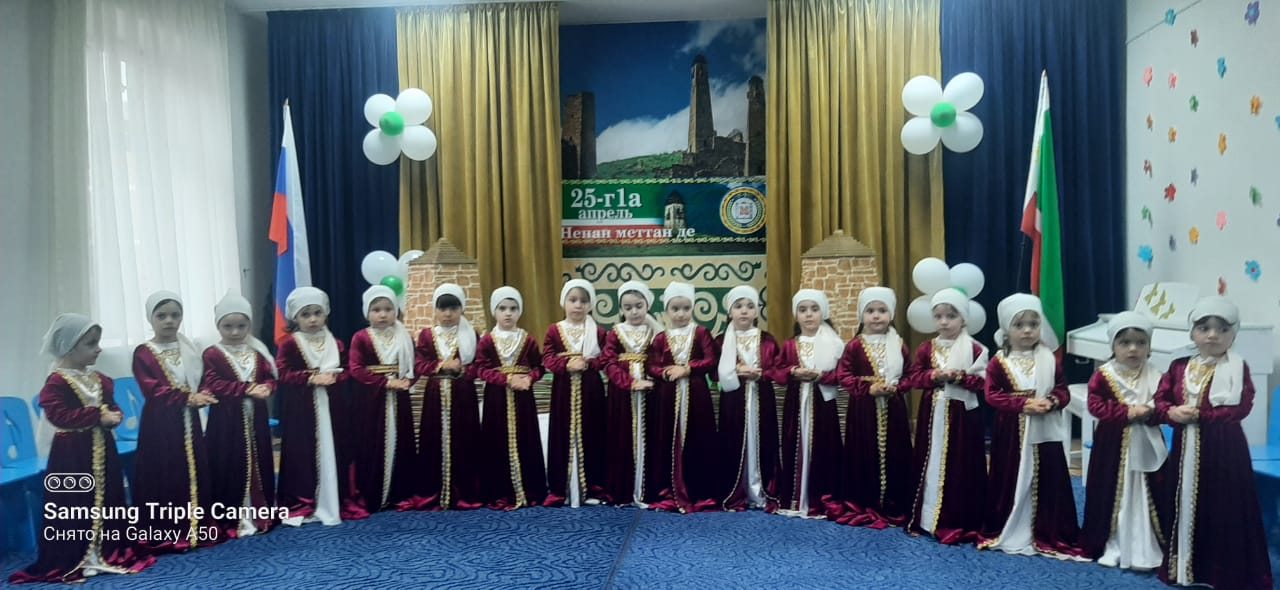 25-г1а
апрель
Ненан меттан де
Samsung Triple Camera
Снято на Galaxy A50